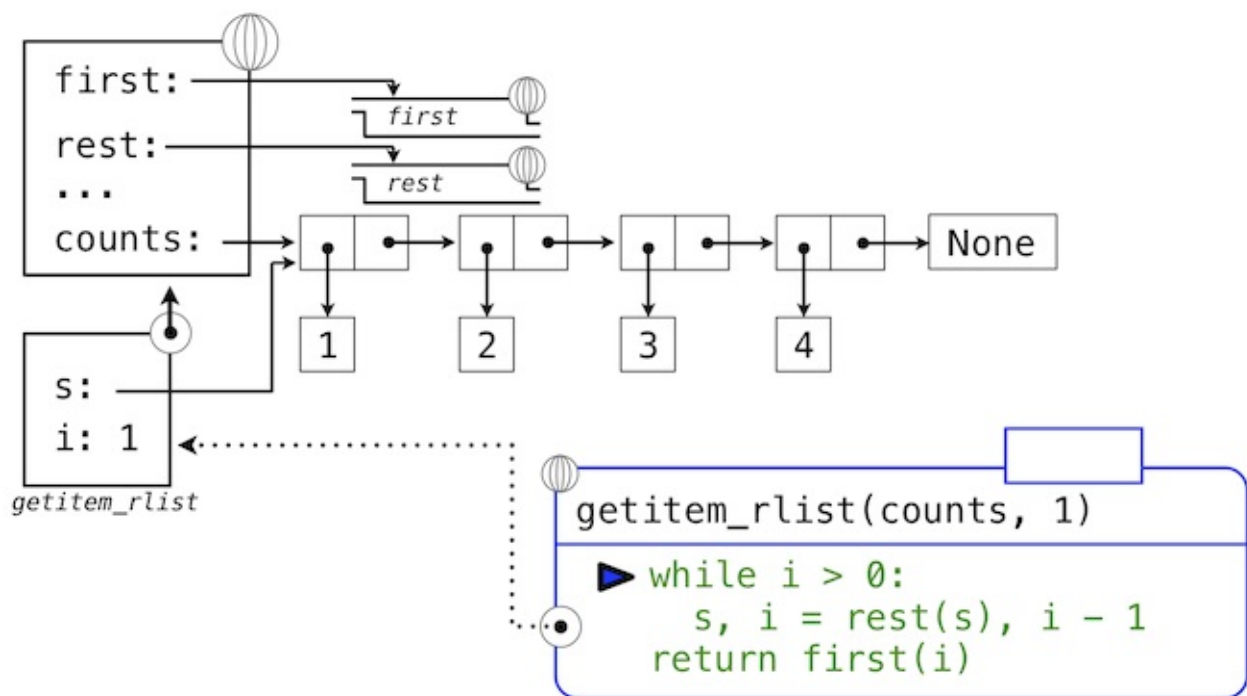 first:
first
rest:
rest
...
counts:
None
1 2 3 4
s:
i: 1
getitem_rlist
getitem_rlist(counts, 1)
while i > 0:
s, i = rest(s), i - 1
return first(i)